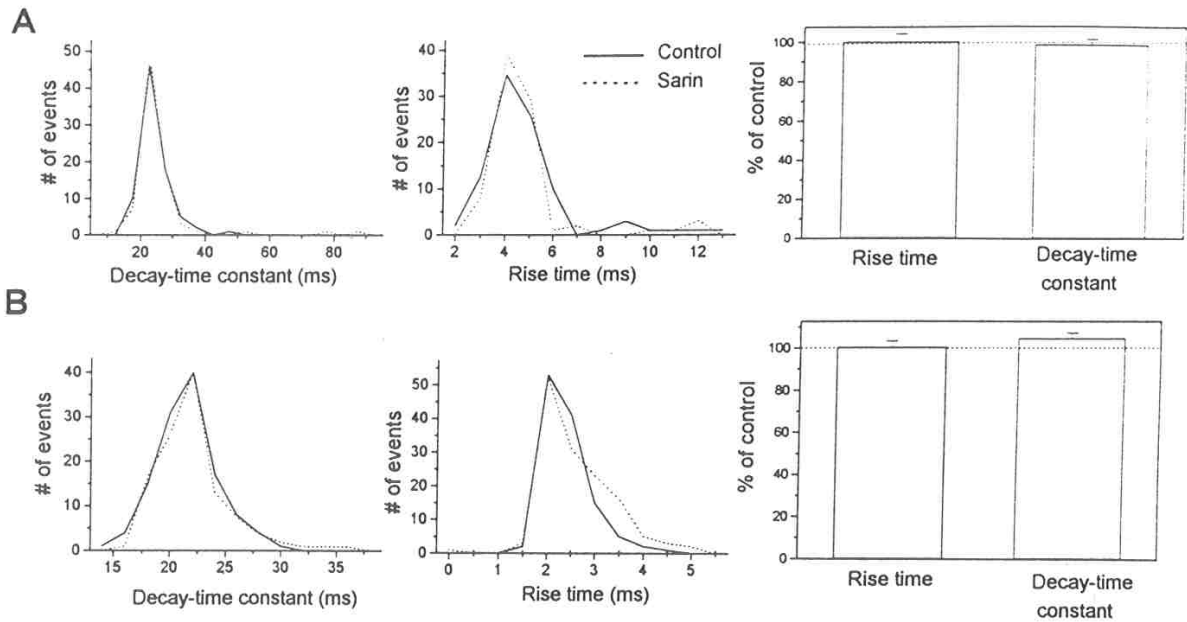 A
# of events
50
40
30
20
10
0
20 40 60 80
Decay-time constant (ms)
# of events
40
30
20
10
0
2 4 6 8 10 12
Rise time (ms)
Control
Sarin
% of control
100
80
60
40
20
0
Rise time
Decay-time
constant
B
# of events
40
30
20
10
0
15 20 25 30 35
Decay-time constant (ms)
# of events
50
40
30
20
10
0
0 1 2 3 4 5
Rise time (ms)
% of control
100
80
60
40
20
0
Rise time
Decay-time
constant